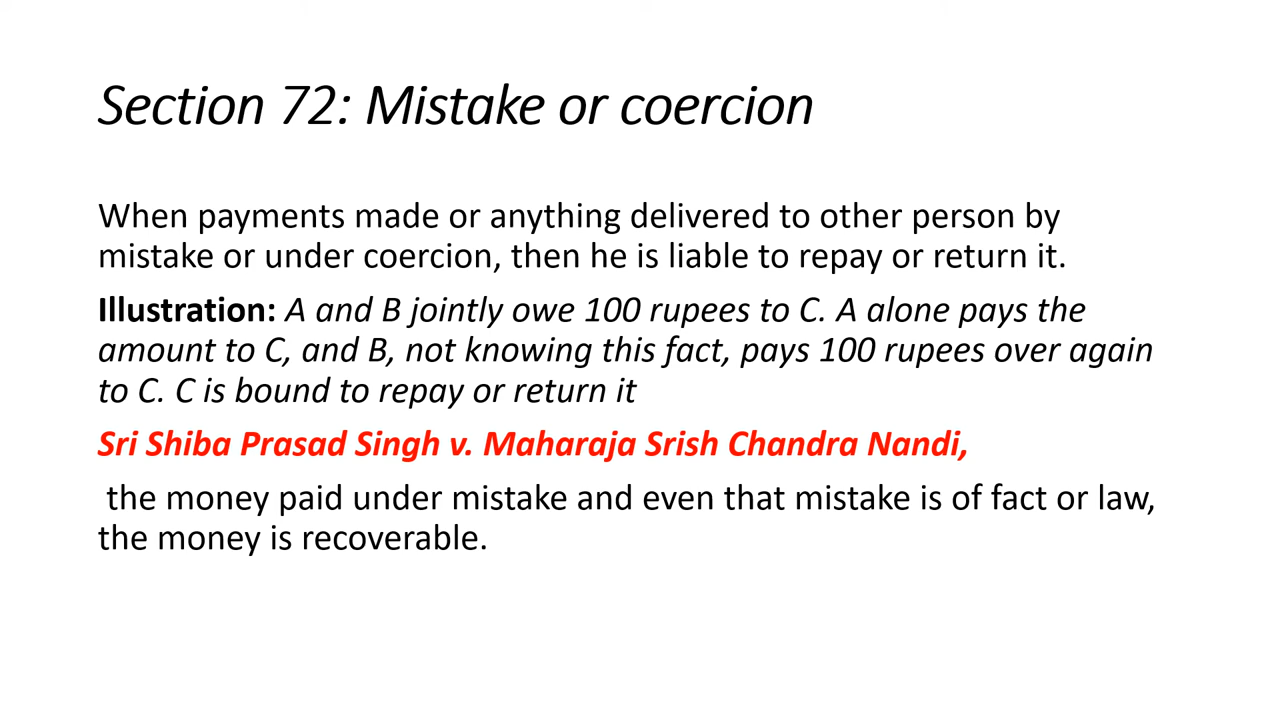 Section 72: Mistake or coercion
When payments made or anything delivered to other person by
mistake or under coercion, then he is liable to repay or return it.
Illustration: A and B jointly owe 100 rupees to C. A alone pays the
amount to C, and B, not knowing this fact, pays 100 rupees over again
to C. C is bound to repay or return it
Sri Shiba Prasad Singh v. Maharaja Srish Chandra Nandi,
the money paid under mistake and even that mistake is of fact or law,
the money is recoverable.